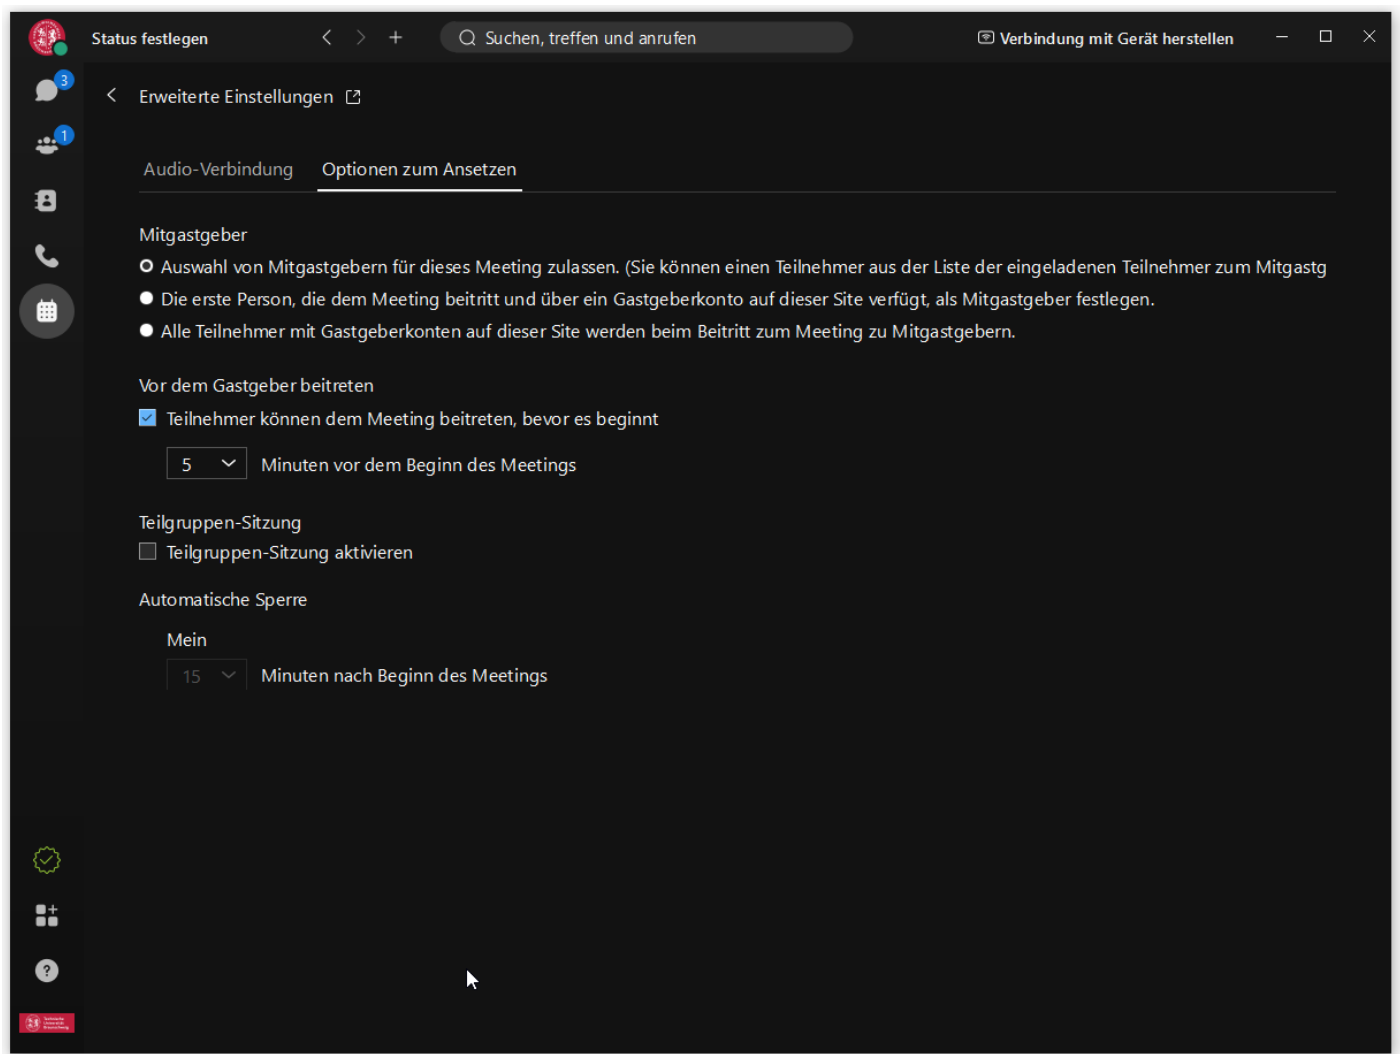 Status festlegen
Suchen, treffen und anrufen
Verbindung mit Gerät herstellen
3
Erweiterte Einstellungen
1
Audio-Verbindung
Optionen zum Ansetzen
Mitgastgeber
Auswahl von Mitgastgebern für dieses Meeting zulassen. (Sie können einen Teilnehmer aus der Liste der eingeladenen Teilnehmer zum Mitgastg
Die erste Person, die dem Meeting beitritt und über ein Gastgeberkonto auf dieser Site verfügt, als Mitgastgeber festlegen.
Alle Teilnehmer mit Gastgeberkonten auf dieser Site werden beim Beitritt zum Meeting zu Mitgastgebern.
Vor dem Gastgeber beitreten
Teilnehmer können dem Meeting beitreten, bevor es beginnt
5 Minuten vor dem Beginn des Meetings
Teilgruppen-Sitzung
Teilgruppen-Sitzung aktivieren
Automatische Sperre
Mein
15 Minuten nach Beginn des Meetings
Technische
Universität
Braunschweig